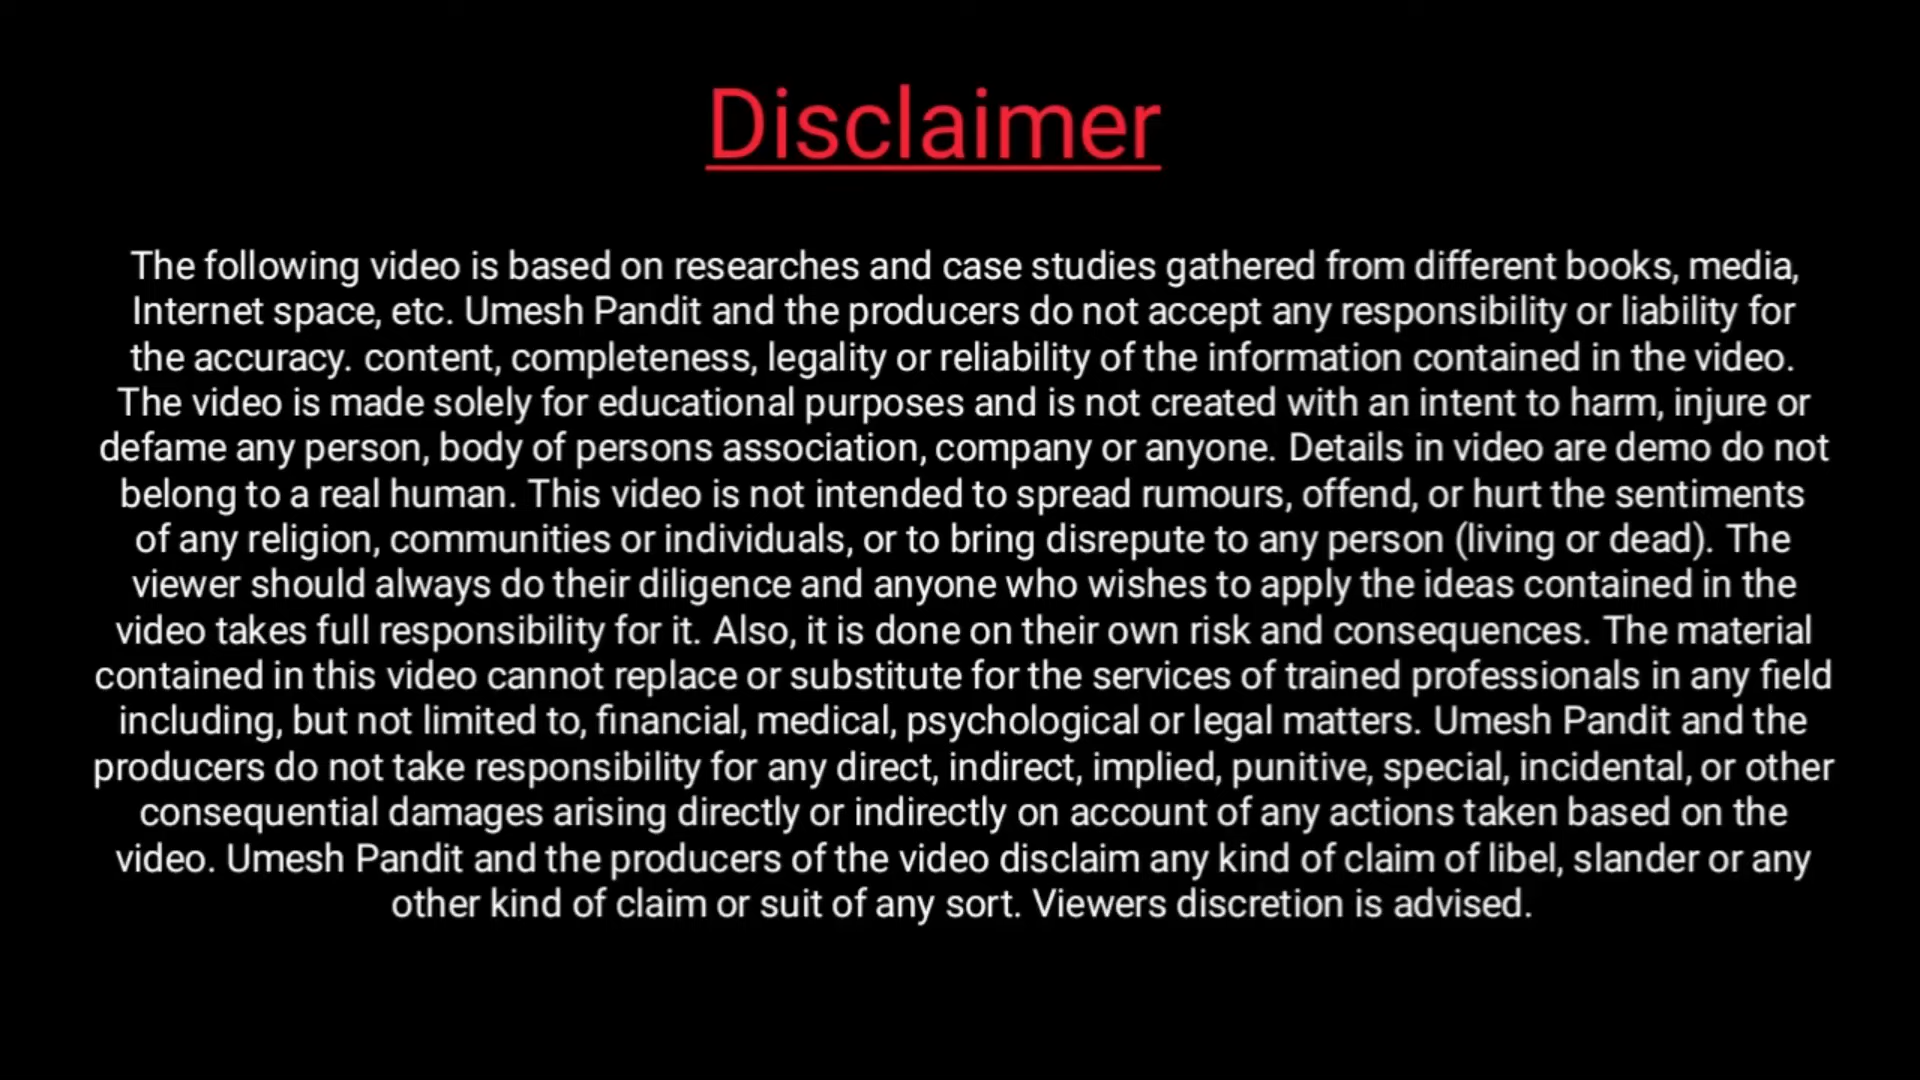 Disclaimer
The following video is based on researches and case studies gathered from different books, media,
Internet space, etc. Umesh Pandit and the producers do not accept any responsibility or liability for
the accuracy. content, completeness, legality or reliability of the information contained in the video.
The video is made solely for educational purposes and is not created with an intent to harm, injure or
defame any person, body of persons association, company or anyone. Details in video are demo do not
belong to a real human. This video is not intended to spread rumours, offend, or hurt the sentiments
of any religion, communities or individuals, or to bring disrepute to any person (living or dead). The
viewer should always do their diligence and anyone who wishes to apply the ideas contained in the
video takes full responsibility for it. Also, it is done on their own risk and consequences. The material
contained in this video cannot replace or substitute for the services of trained professionals in any field
including, but not limited to, financial, medical, psychological or legal matters. Umesh Pandit and the
producers do not take responsibility for any direct, indirect, implied, punitive, special, incidental, or other
consequential damages arising directly or indirectly on account of any actions taken based on the
video. Umesh Pandit and the producers of the video disclaim any kind of claim of libel, slander or any
other kind of claim or suit of any sort. Viewers discretion is advised.